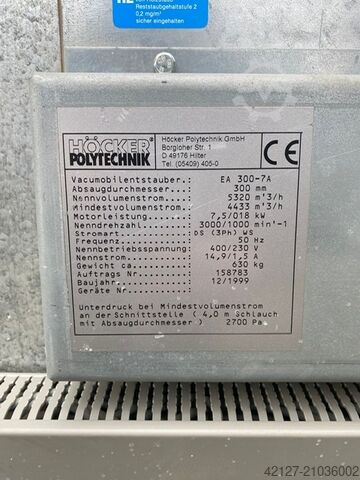 H2
Reststaubgehaltstufe 2
0,2 mg/m³
sicher einhalten
HÖCKER
POLYTECHNIK
Höcker Polytechnik GmbH
Borgloher Str. 1
D 49176 Hilter
Tel. (05409) 405-0
CE
Vacumobilentstauber: EA 300-7A
Absaugdurchmesser: 300 mm
Nennvolumenstrom: 5320 m³/h
Mindestvolumenstrom: 4433 m³/h
Motorleistung: 7,5/018 kW
Nenndrehzahl: 3000/1000 min^-1
Stromart: DS (3Ph) WS
Frequenz: 50 Hz
Nennbetriebsspannung: 400/230 V
Nennstrom: 14,9/1,5 A
Gewicht ca. 630 kg
Auftrags Nr: 158783
Baujahr: 12/1999
Geräte Nr.
Unterdruck bei Mindestvolumenstrom
an der Schnittstelle ( 4,0 m Schlauch
mit Absaugdurchmesser) 2700 Pa
42127-21036002